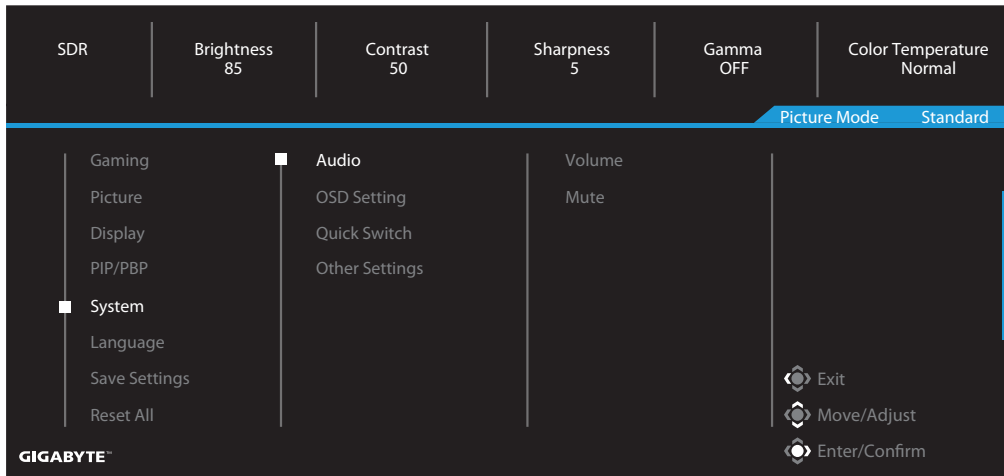 SDR Brightness Contrast Sharpness Gamma Color Temperature
85 50 5 OFF Normal
Picture Mode Standard
Gaming Audio Volume
Picture OSD Setting Mute
Display Quick Switch
PIP/PBP Other Settings
System
Language
Save Settings Exit
Reset All Move/Adjust
GIGABYTE™ Enter/Confirm